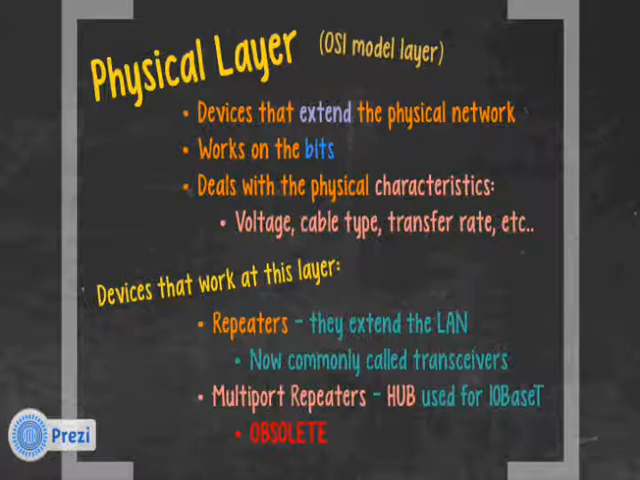 Physical Layer (OSI model layer)
• Devices that extend the physical network
• Works on the bits
• Deals with the physical characteristics:
• Voltage, cable type, transfer rate, etc..
Devices that work at this layer:
• Repeaters - they extend the LAN
• Now commonly called transceivers
• Multiport Repeaters - HUB used for 10BaseT
• OBSOLETE
Prezi